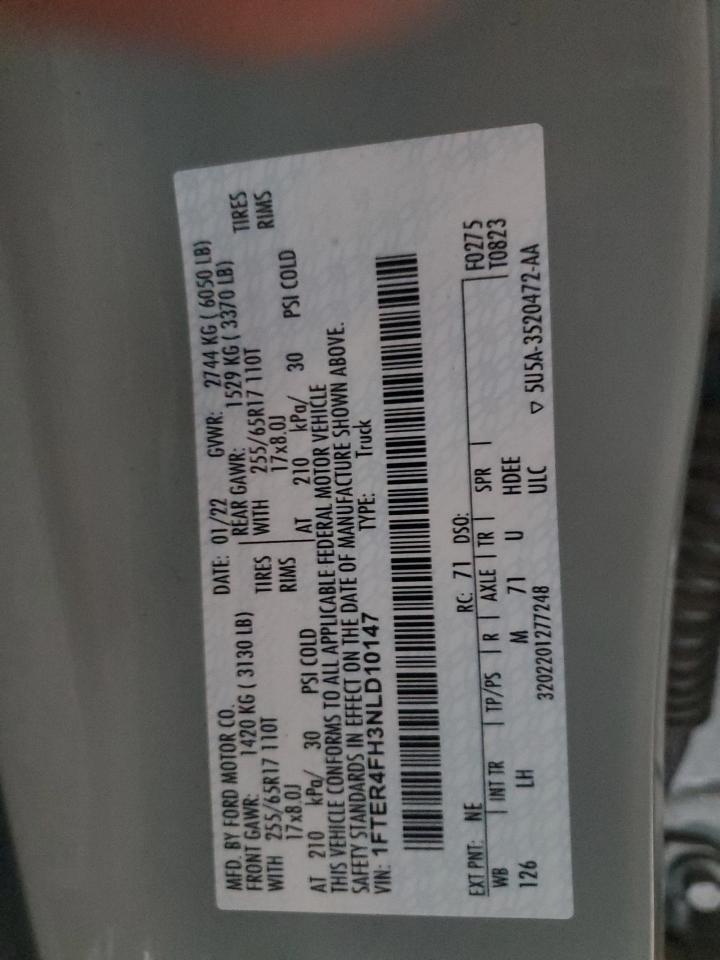 MFD. BY FORD MOTOR CO. DATE: 01/22 GVWR: 2744 KG ( 6050 LB)
FRONT GAWR: 1420 KG ( 3130 LB) REAR GAWR: 1529 KG ( 3370 LB)
WITH 255/65R17 110T TIRES WITH 255/65R17 110T TIRES
17x8.0J RIMS 17x8.0J RIMS
AT 210 kPa/ 30 PSI COLD AT 210 kPa/ 30 PSI COLD
THIS VEHICLE CONFORMS TO ALL APPLICABLE FEDERAL MOTOR VEHICLE
SAFETY STANDARDS IN EFFECT ON THE DATE OF MANUFACTURE SHOWN ABOVE.
VIN: 1FTER4FH3NLD10147 TYPE: Truck
EXT PNT: NE RC: 71 DSO: F0275
WB INT TR TP/PS R AXLE TR SPR T0823
126 LH M 71 U HDEE
3202201277248 ULC ▽ 5U5A-3520472-AA